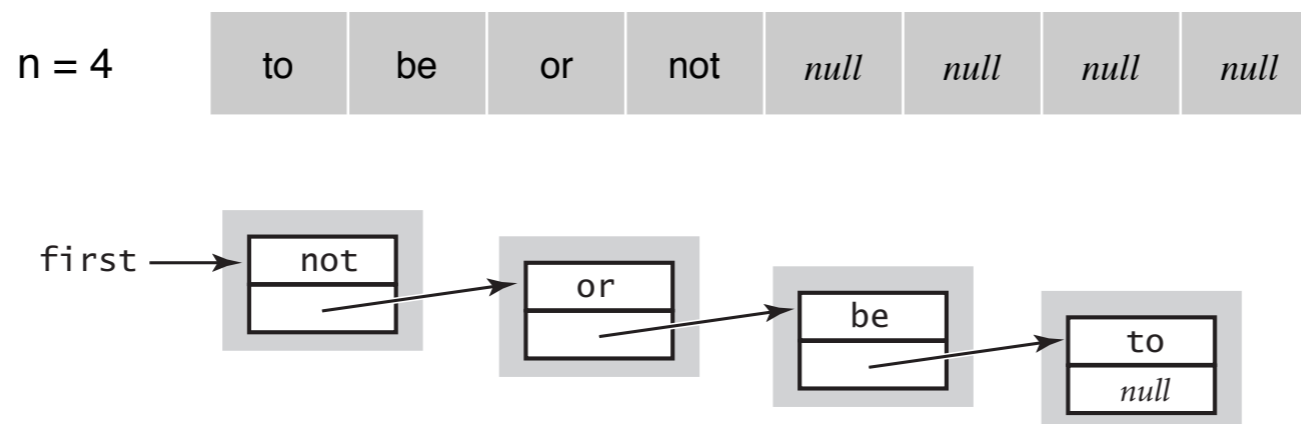 n = 4 to be or not null null null null
first not
or
be
to
null